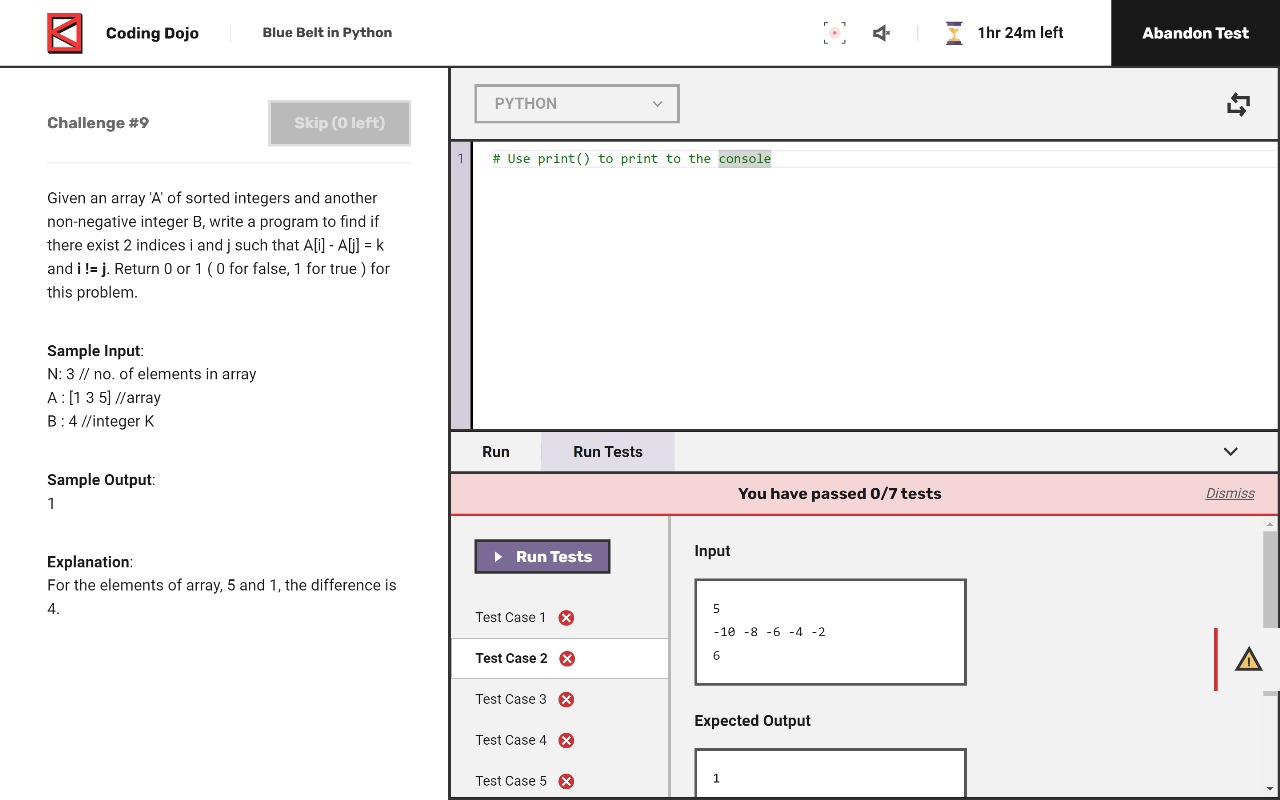 Coding Dojo
Blue Belt in Python
1hr 24m left
Abandon Test
Challenge #9
Skip (0 left)
Given an array 'A' of sorted integers and another
non-negative integer B, write a program to find if
there exist 2 indices i and j such that A[i] - A[j] = k
and i != j. Return 0 or 1 ( 0 for false, 1 for true ) for
this problem.
Sample Input:
N: 3 // no. of elements in array
A : [1 3 5] //array
B : 4 //integer K
Sample Output:
1
Explanation:
For the elements of array, 5 and 1, the difference is
4.
PYTHON
1 # Use print() to print to the console
Run
Run Tests
You have passed 0/7 tests
Dismiss
Run Tests
Test Case 1
Test Case 2
Test Case 3
Test Case 4
Test Case 5
Input
5
-10 -8 -6 -4 -2
6
Expected Output
1